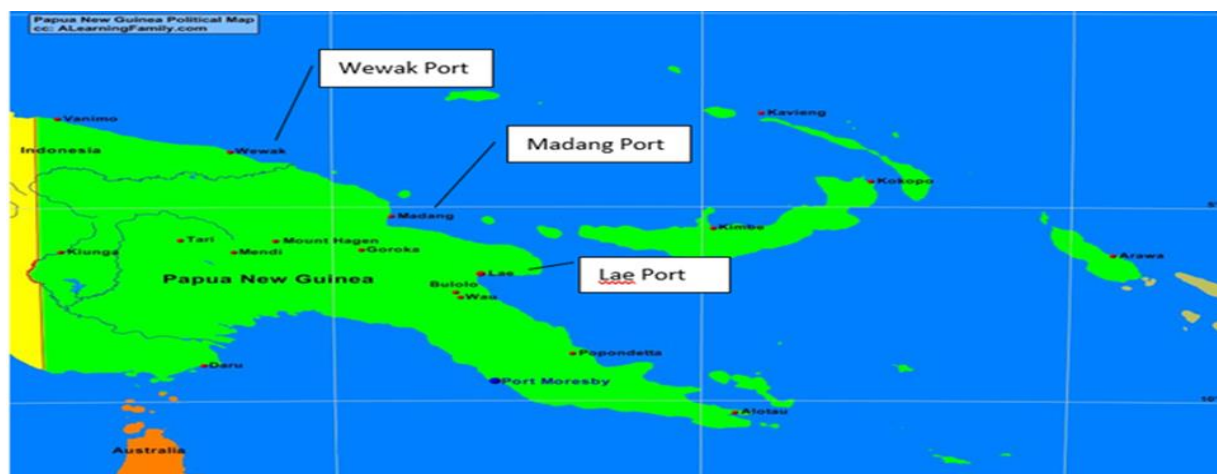 Papua New Guinea Political Map
cc: ALearningFamily.com
Wewak Port
Vanimo
Kavieng
Indonesia
Wewak
Madang Port
Kokopo
Madang
5°
Kimbe
Tari
Mount Hagen
Goroka
Kiunga
Mendi
Arawa
Lae
Lae Port
Papua New Guinea
Bulolo
Wau
Popondetta
Daru
Port Moresby
10°
Alotau
Australia